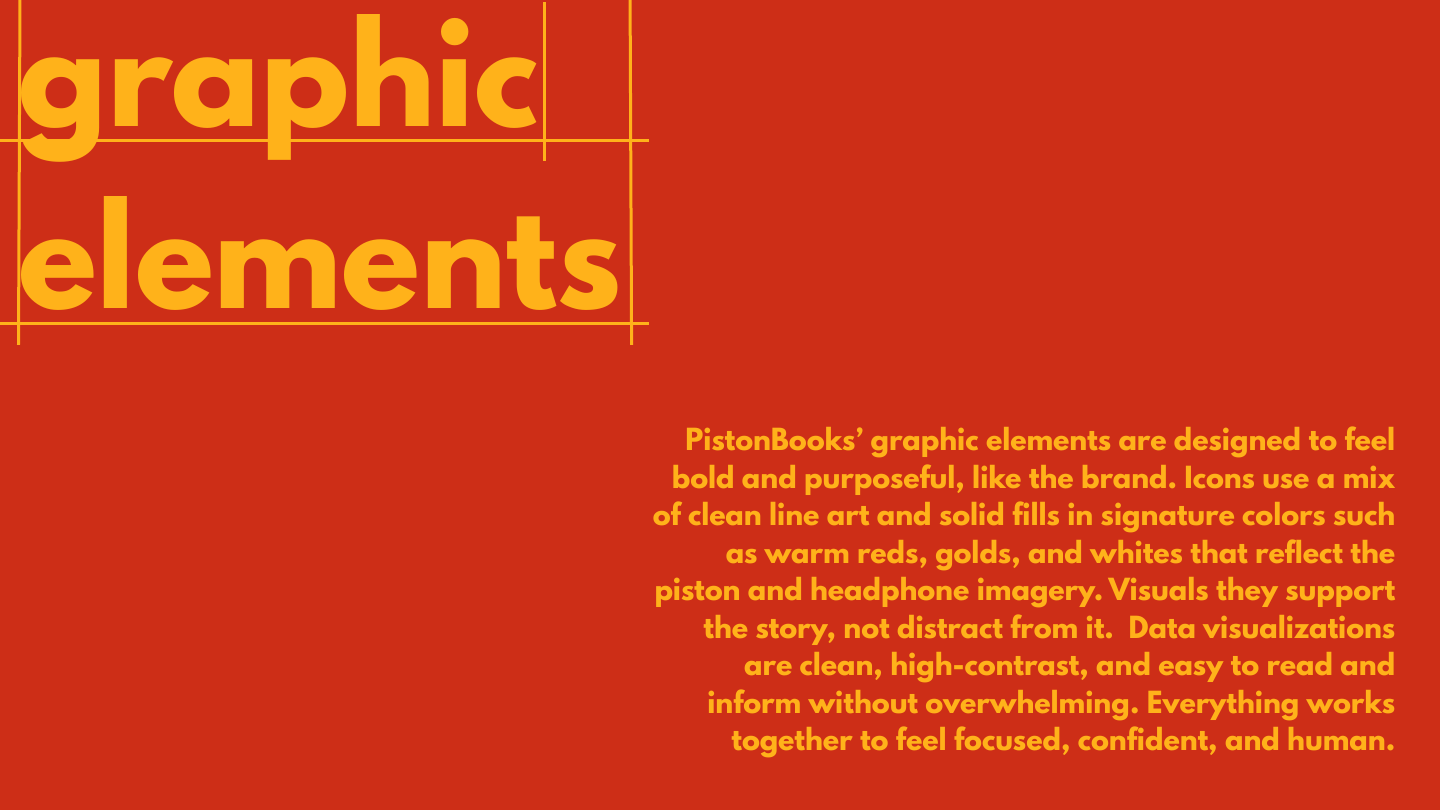 graphic
elements
PistonBooks’ graphic elements are designed to feel
bold and purposeful, like the brand. Icons use a mix
of clean line art and solid fills in signature colors such
as warm reds, golds, and whites that reflect the
piston and headphone imagery. Visuals they support
the story, not distract from it.  Data visualizations
are clean, high-contrast, and easy to read and
inform without overwhelming. Everything works
together to feel focused, confident, and human.